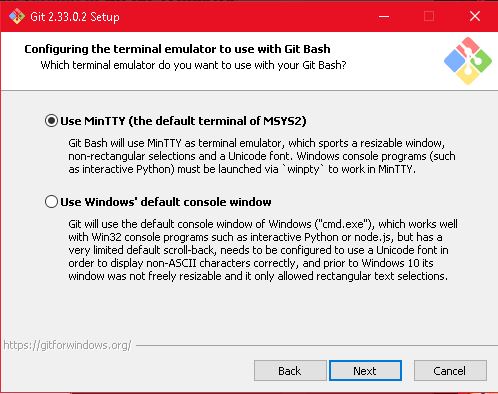 Git 2.33.0.2 Setup
Configuring the terminal emulator to use with Git Bash
Which terminal emulator do you want to use with your Git Bash?
Use MinTTY (the default terminal of MSYS2)
Git Bash will use MinTTY as terminal emulator, which sports a resizable window,
non-rectangular selections and a Unicode font. Windows console programs (such
as interactive Python) must be launched via `winpty` to work in MinTTY.
Use Windows' default console window
Git will use the default console window of Windows ("cmd.exe"), which works well
with Win32 console programs such as interactive Python or node.js, but has a
very limited default scroll-back, needs to be configured to use a Unicode font in
order to display non-ASCII characters correctly, and prior to Windows 10 its
window was not freely resizable and it only allowed rectangular text selections.
https://gitforwindows.org/
Back
Next
Cancel